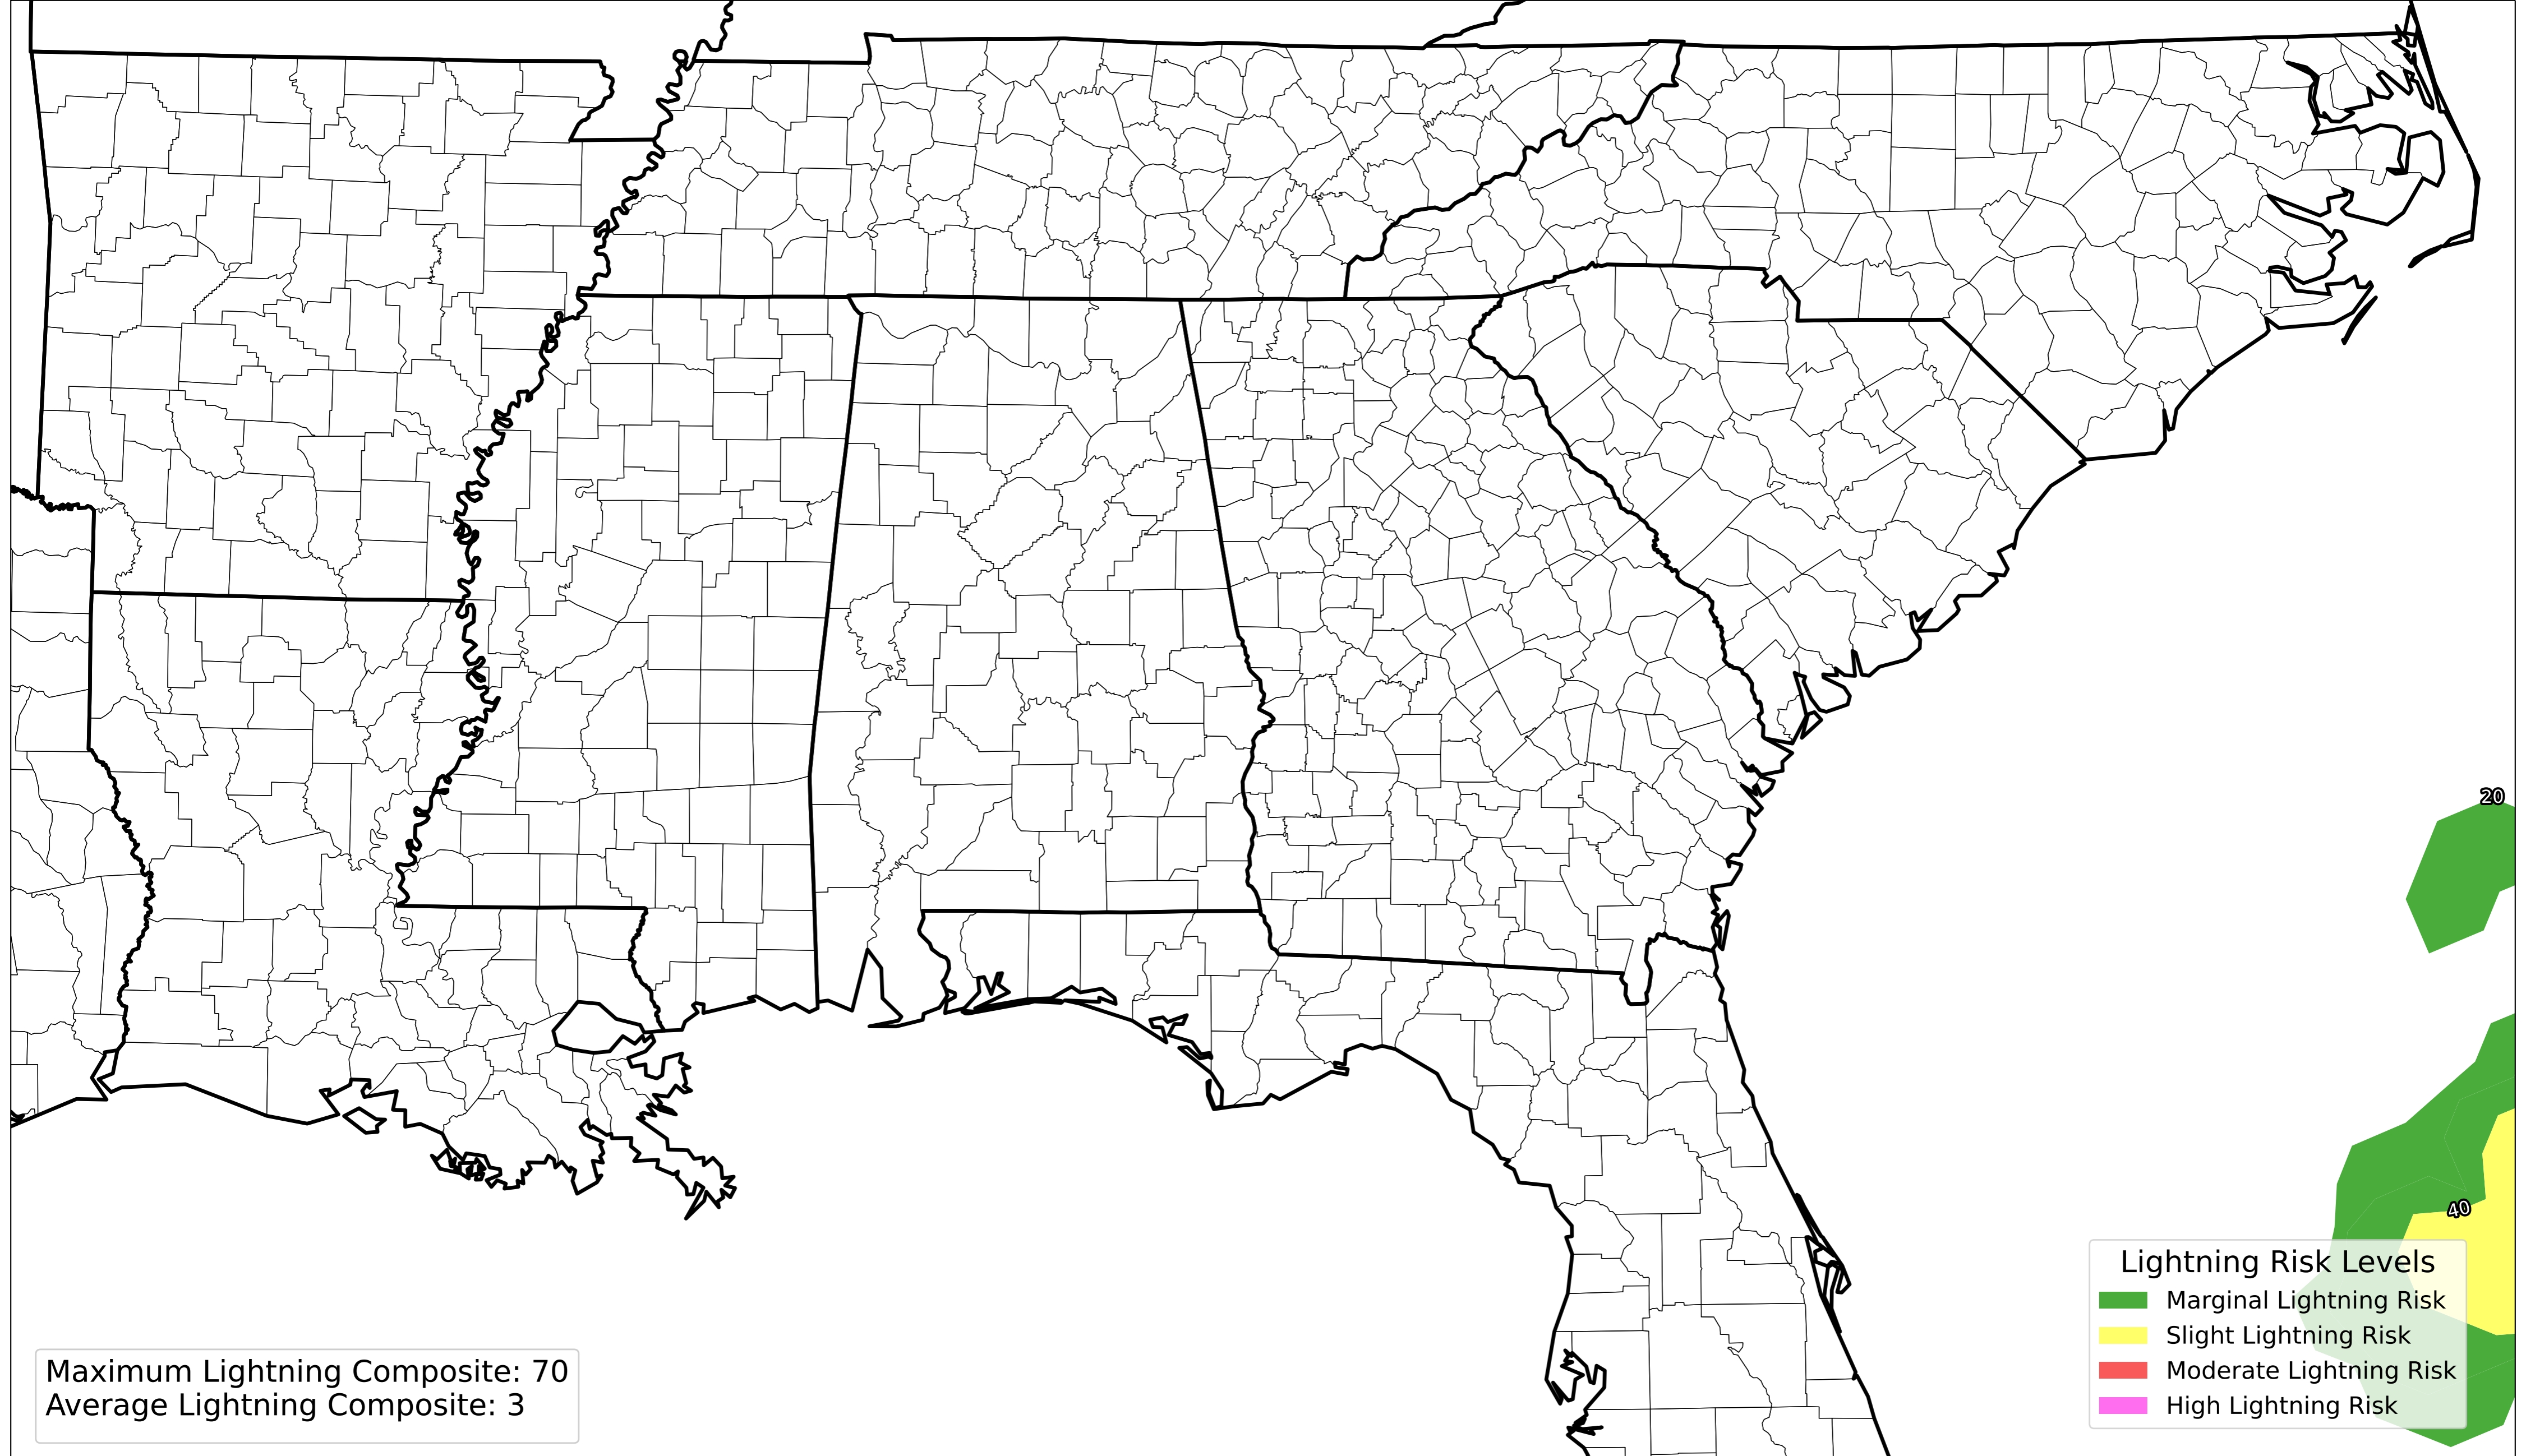 20
40
Lightning Risk Levels
Marginal Lightning Risk
Slight Lightning Risk
Moderate Lightning Risk
High Lightning Risk
Maximum Lightning Composite: 70
Average Lightning Composite: 3